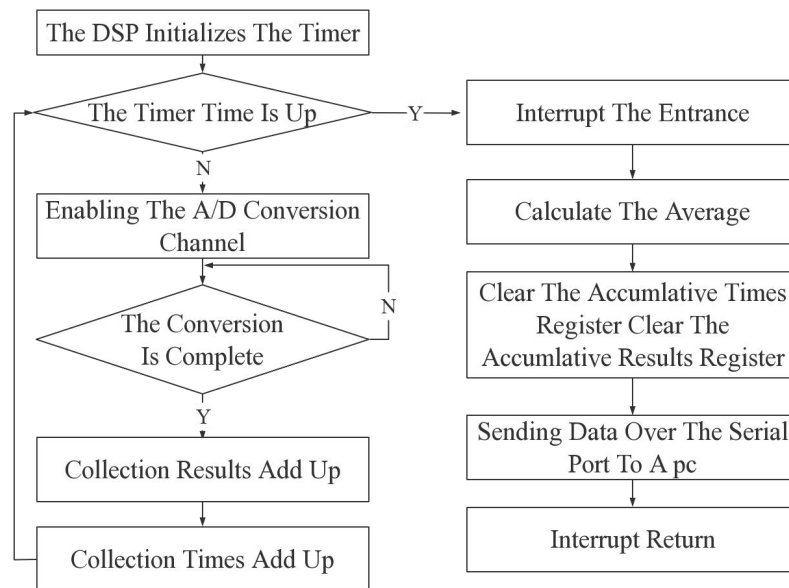 The DSP Initializes The Timer
The Timer Time Is Up
Y
N
Enabling The A/D Conversion
Channel
N
The Conversion
Is Complete
Y
Collection Results Add Up
Collection Times Add Up
Interrupt The Entrance
Calculate The Average
Clear The Accumlative Times
Register Clear The
Accumlative Results Register
Sending Data Over The Serial
Port To A pc
Interrupt Return